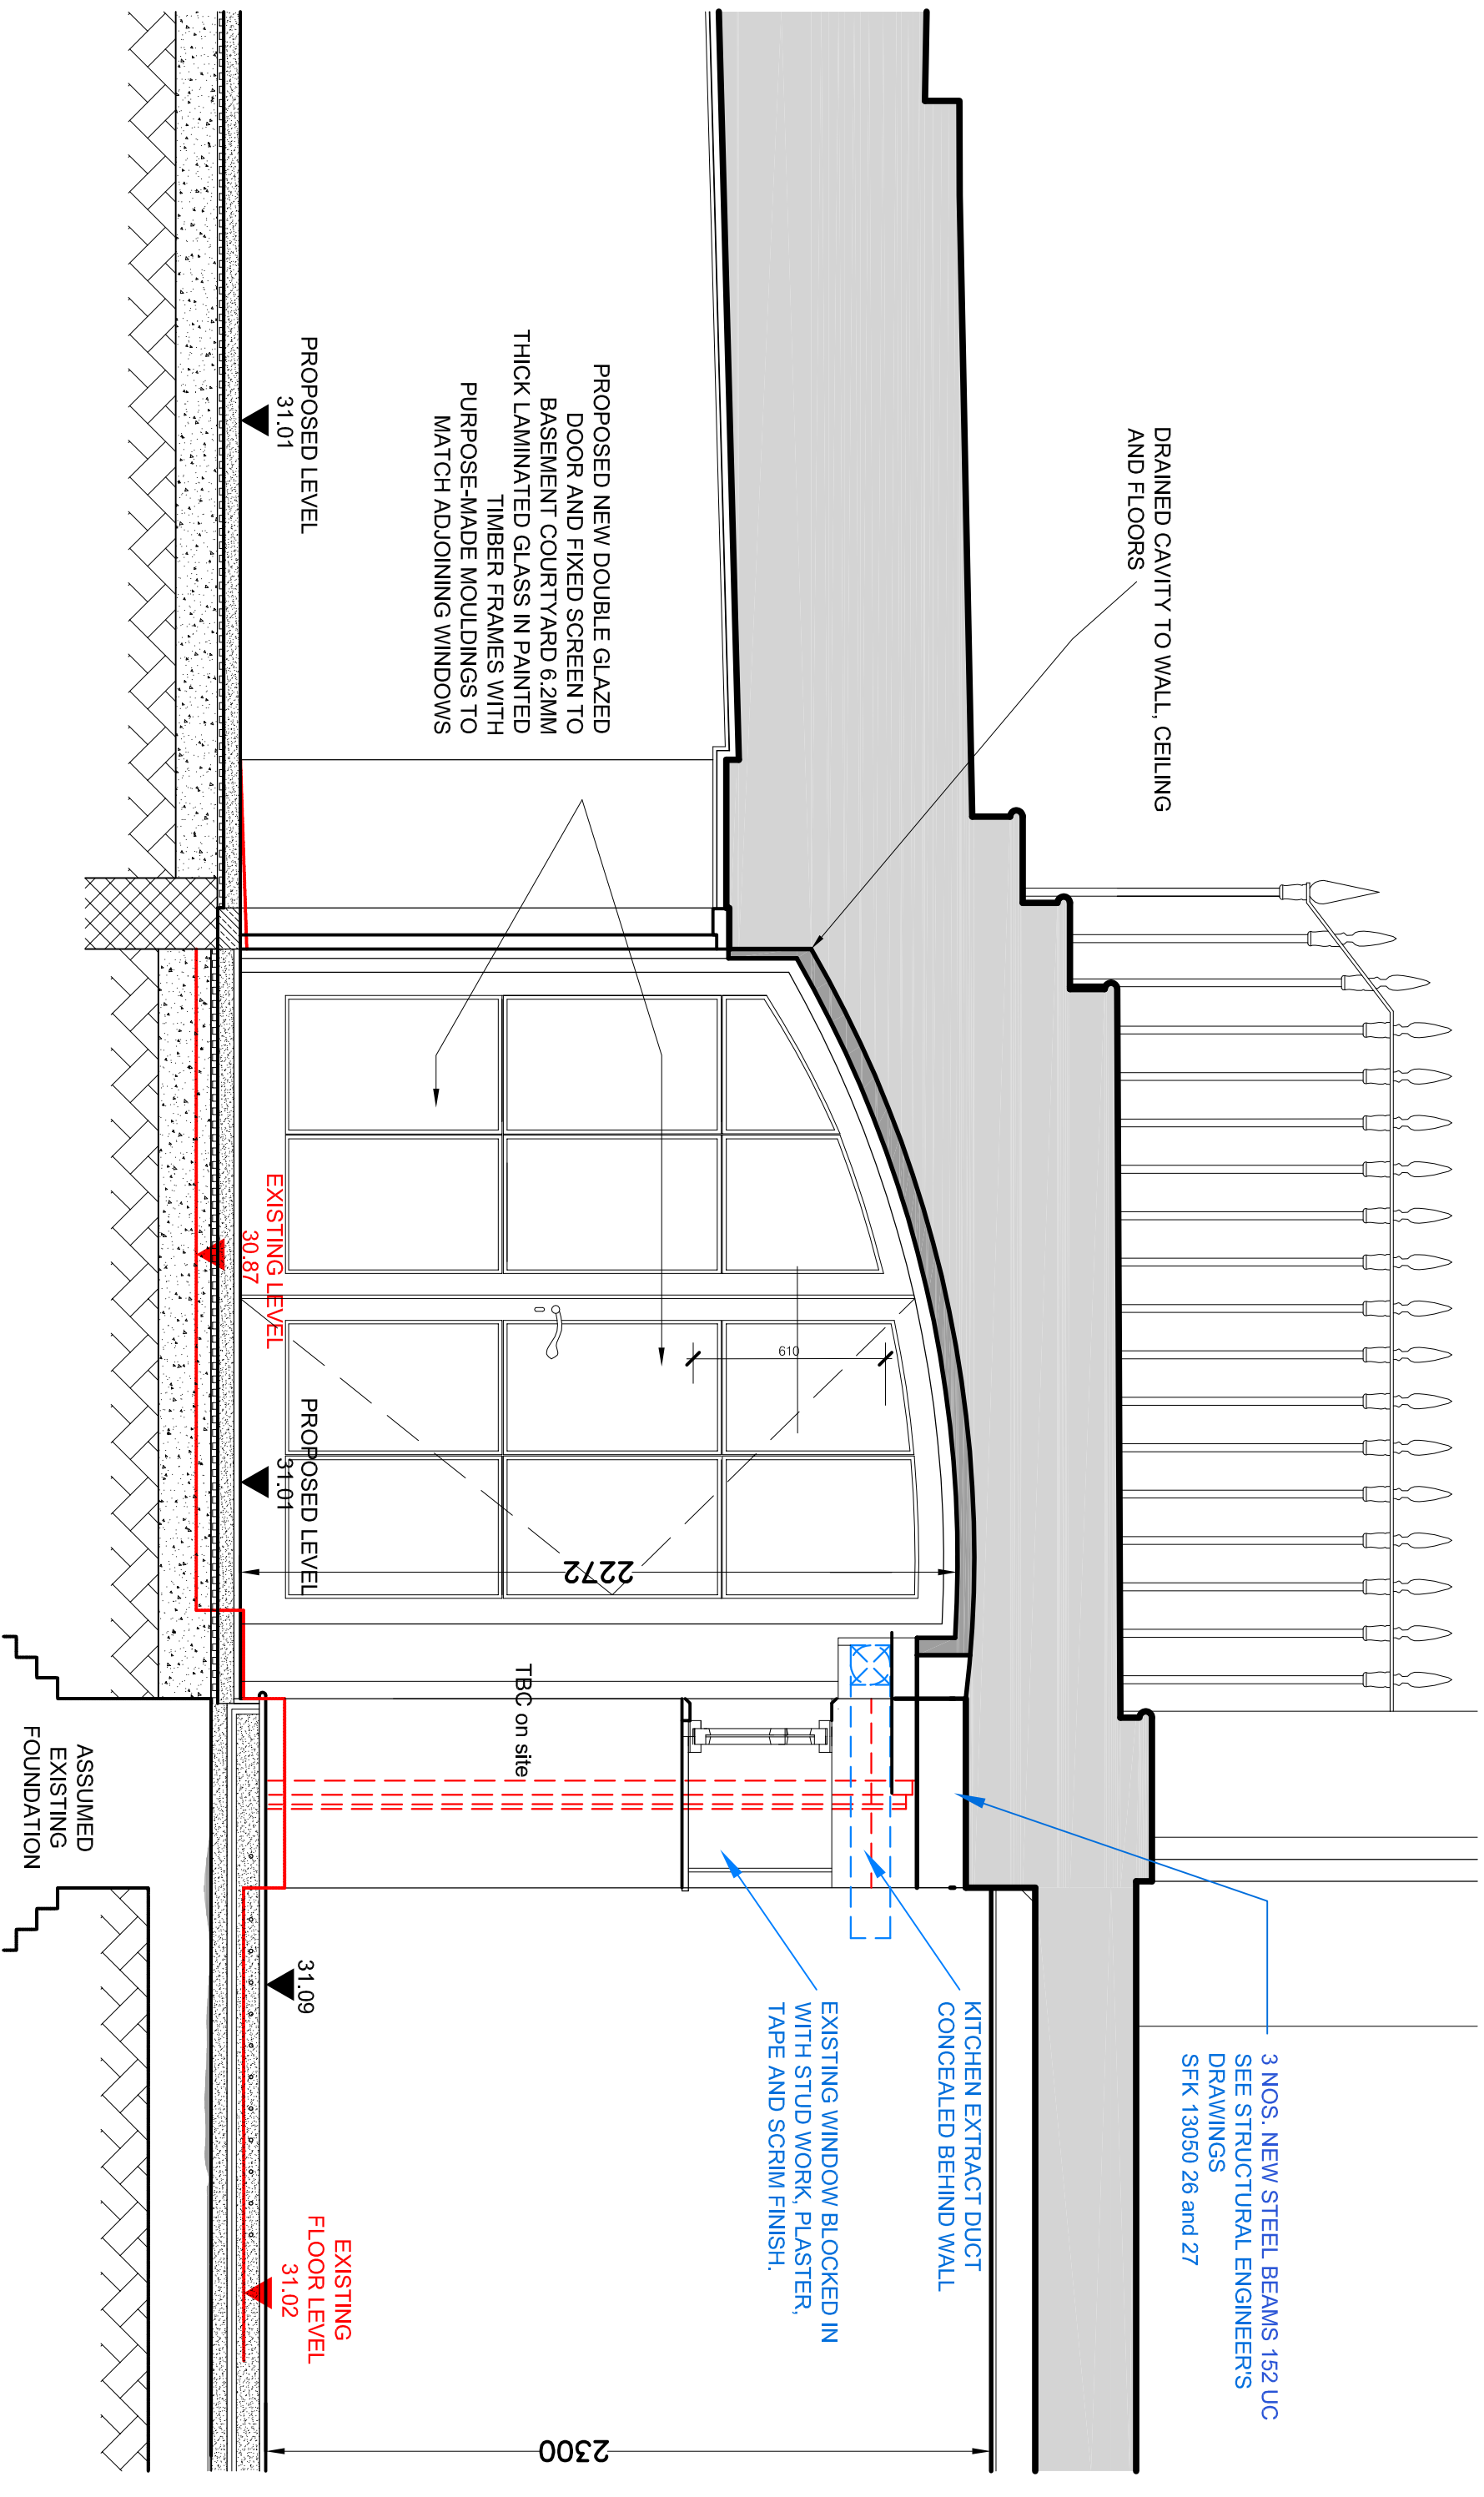 DRAINED CAVITY TO WALL, CEILING
AND FLOORS
PROPOSED NEW DOUBLE GLAZED
DOOR AND FIXED SCREEN TO
BASEMENT COURTYARD 6.2MM
THICK LAMINATED GLASS IN PAINTED
TIMBER FRAMES WITH
PURPOSE-MADE MOULDINGS TO
MATCH ADJOINING WINDOWS
PROPOSED LEVEL
31.01
EXISTING LEVEL
30.87
610
PROPOSED LEVEL
31.01
2272
TBC on site
3 NOS. NEW STEEL BEAMS 152 UC
SEE STRUCTURAL ENGINEER'S
DRAWINGS
SFK 13050 26 and 27
KITCHEN EXTRACT DUCT
CONCEALED BEHIND WALL
EXISTING WINDOW BLOCKED IN
WITH STUD WORK, PLASTER,
TAPE AND SCRIM FINISH.
31.09
EXISTING
FLOOR LEVEL
31.02
ASSUMED
EXISTING
FOUNDATION
2300